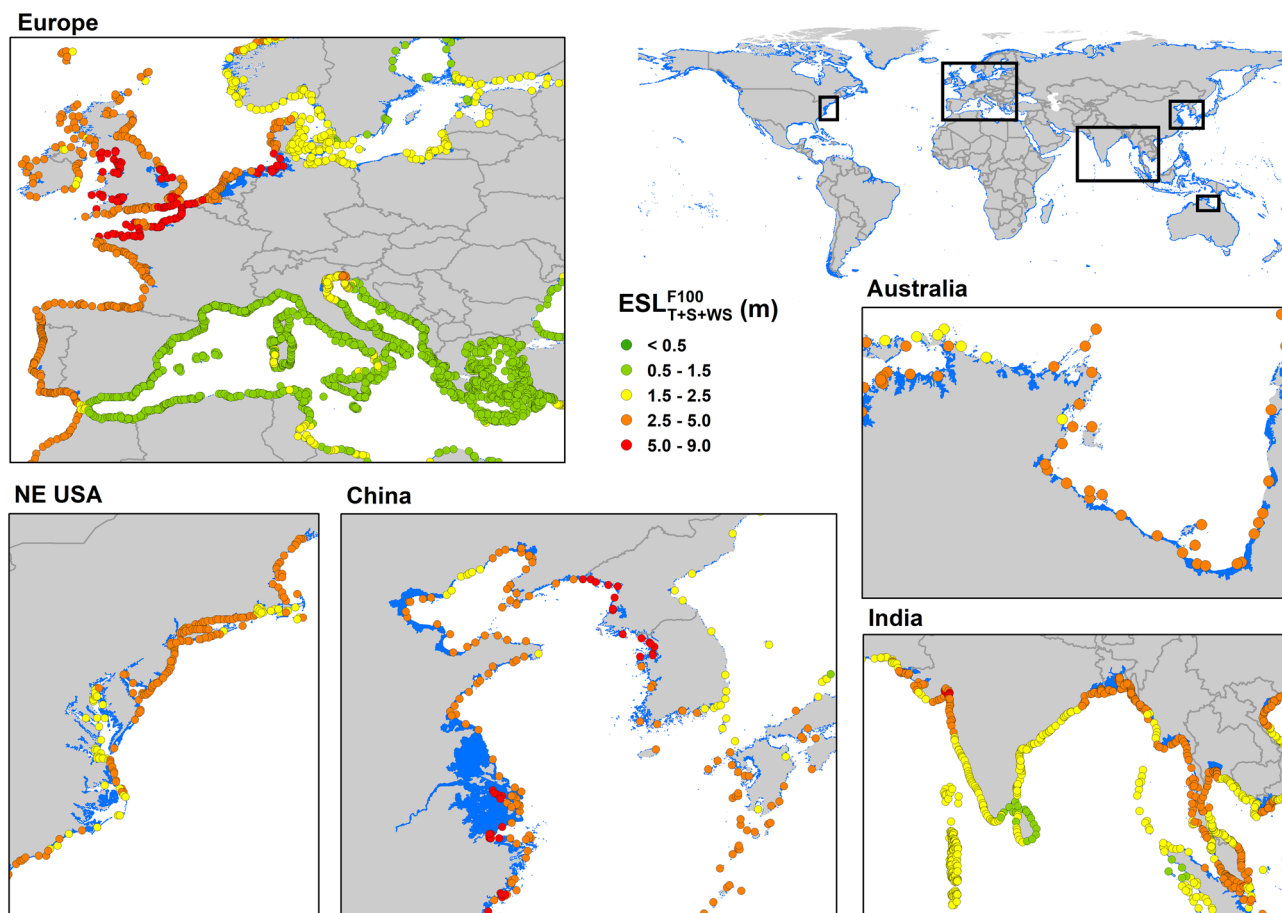 Europe
ESL F100 T+S+WS (m)
< 0.5
0.5 - 1.5
1.5 - 2.5
2.5 - 5.0
5.0 - 9.0
Australia
NE USA
China
India